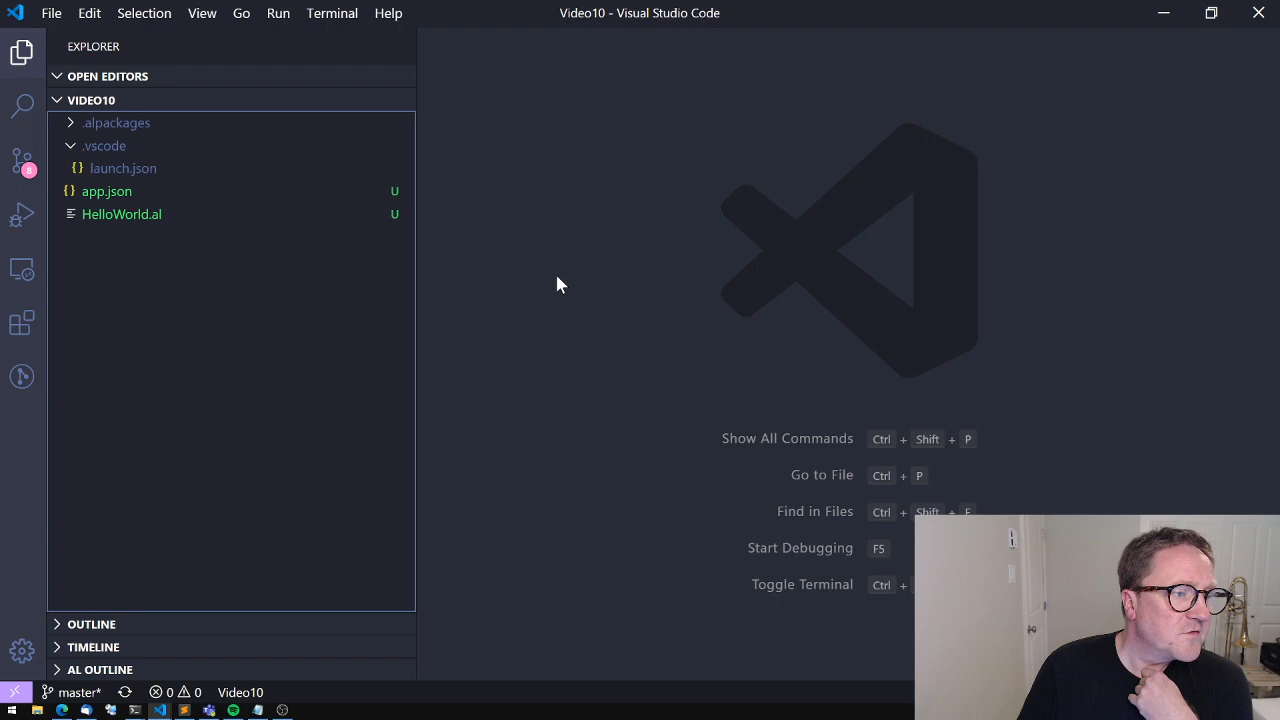 File Edit Selection View Go Run Terminal Help
Video10 - Visual Studio Code
EXPLORER
OPEN EDITORS
VIDEO10
.alpackages
.vscode
{} launch.json
8
{} app.json U
HelloWorld.al U
Show All Commands Ctrl + Shift + P
Go to File Ctrl + P
Find in Files Ctrl + Shift + F
Start Debugging F5
Toggle Terminal Ctrl +
OUTLINE
TIMELINE
AL OUTLINE
master* 0 0 Video10